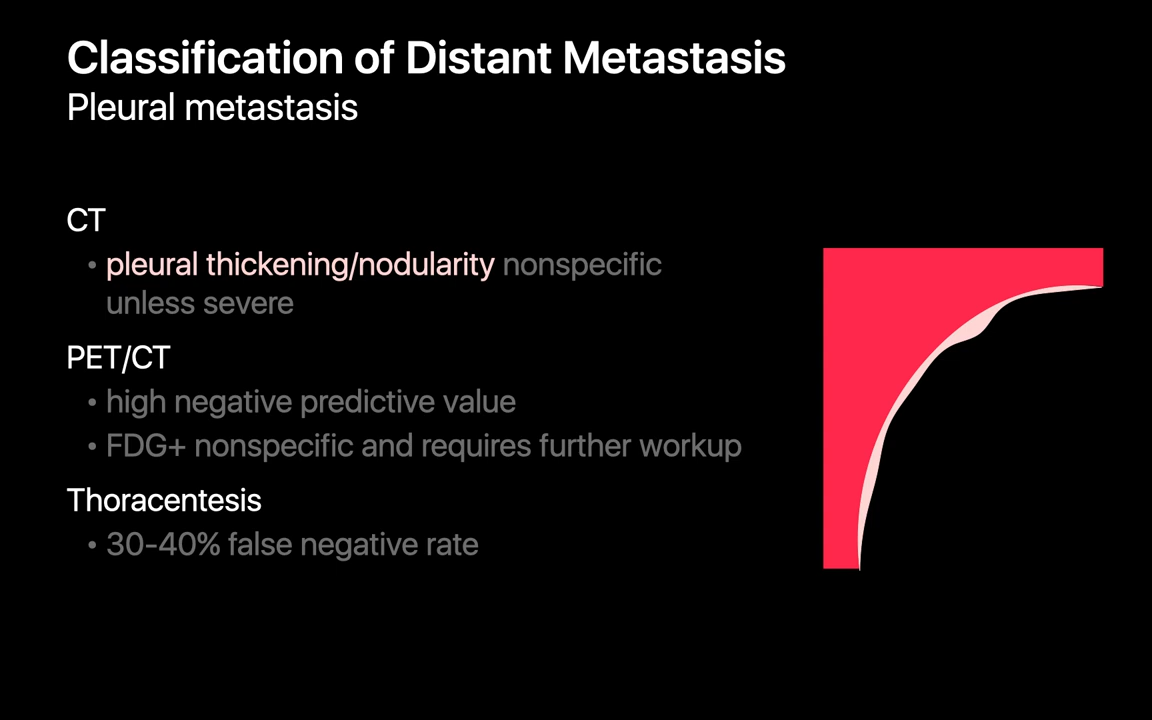 Classification of Distant Metastasis
Pleural metastasis
CT
• pleural thickening/nodularity nonspecific
unless severe
PET/CT
• high negative predictive value
• FDG+ nonspecific and requires further workup
Thoracentesis
• 30-40% false negative rate